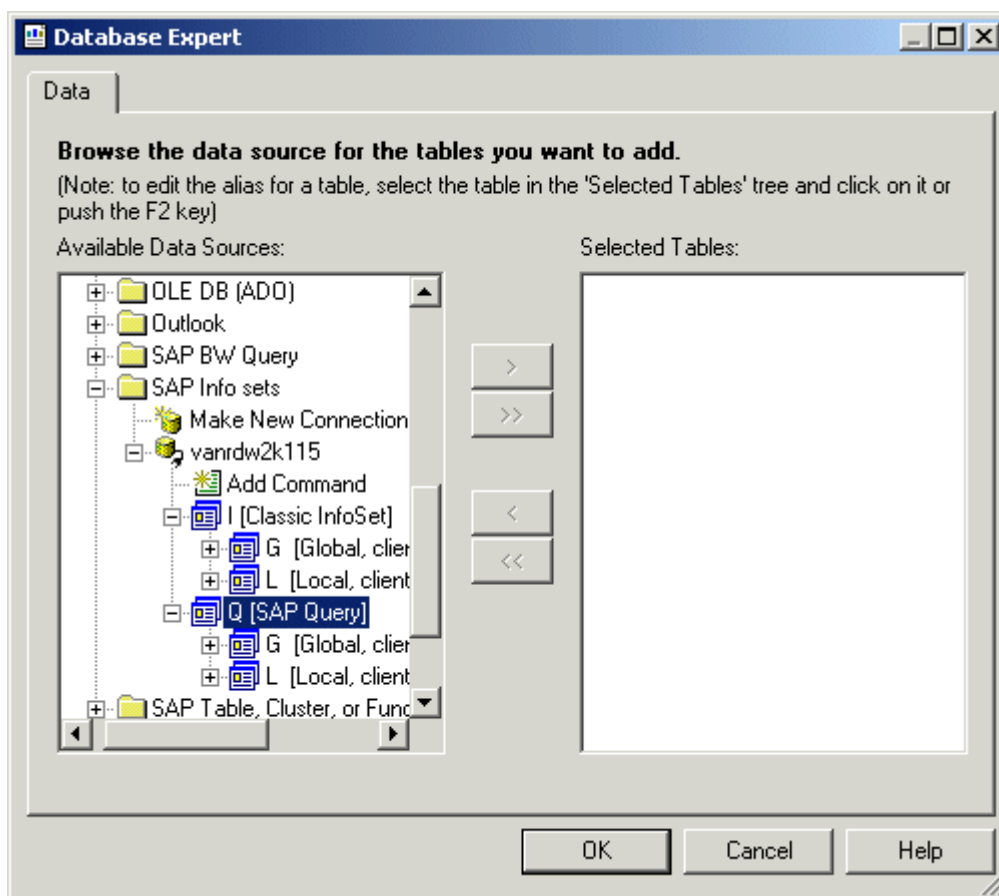 Database Expert
Data
Browse the data source for the tables you want to add.
(Note: to edit the alias for a table, select the table in the 'Selected Tables' tree and click on it or
push the F2 key)
Available Data Sources:
Selected Tables:
OLE DB (ADO)
Outlook
SAP BW Query
SAP Info sets
Make New Connection
vanrdw2k115
Add Command
I [Classic InfoSet]
G [Global, clier
L [Local, client
Q [SAP Query]
G [Global, clier
L [Local, client
SAP Table, Cluster, or Func
>
>>
<
<<
OK
Cancel
Help